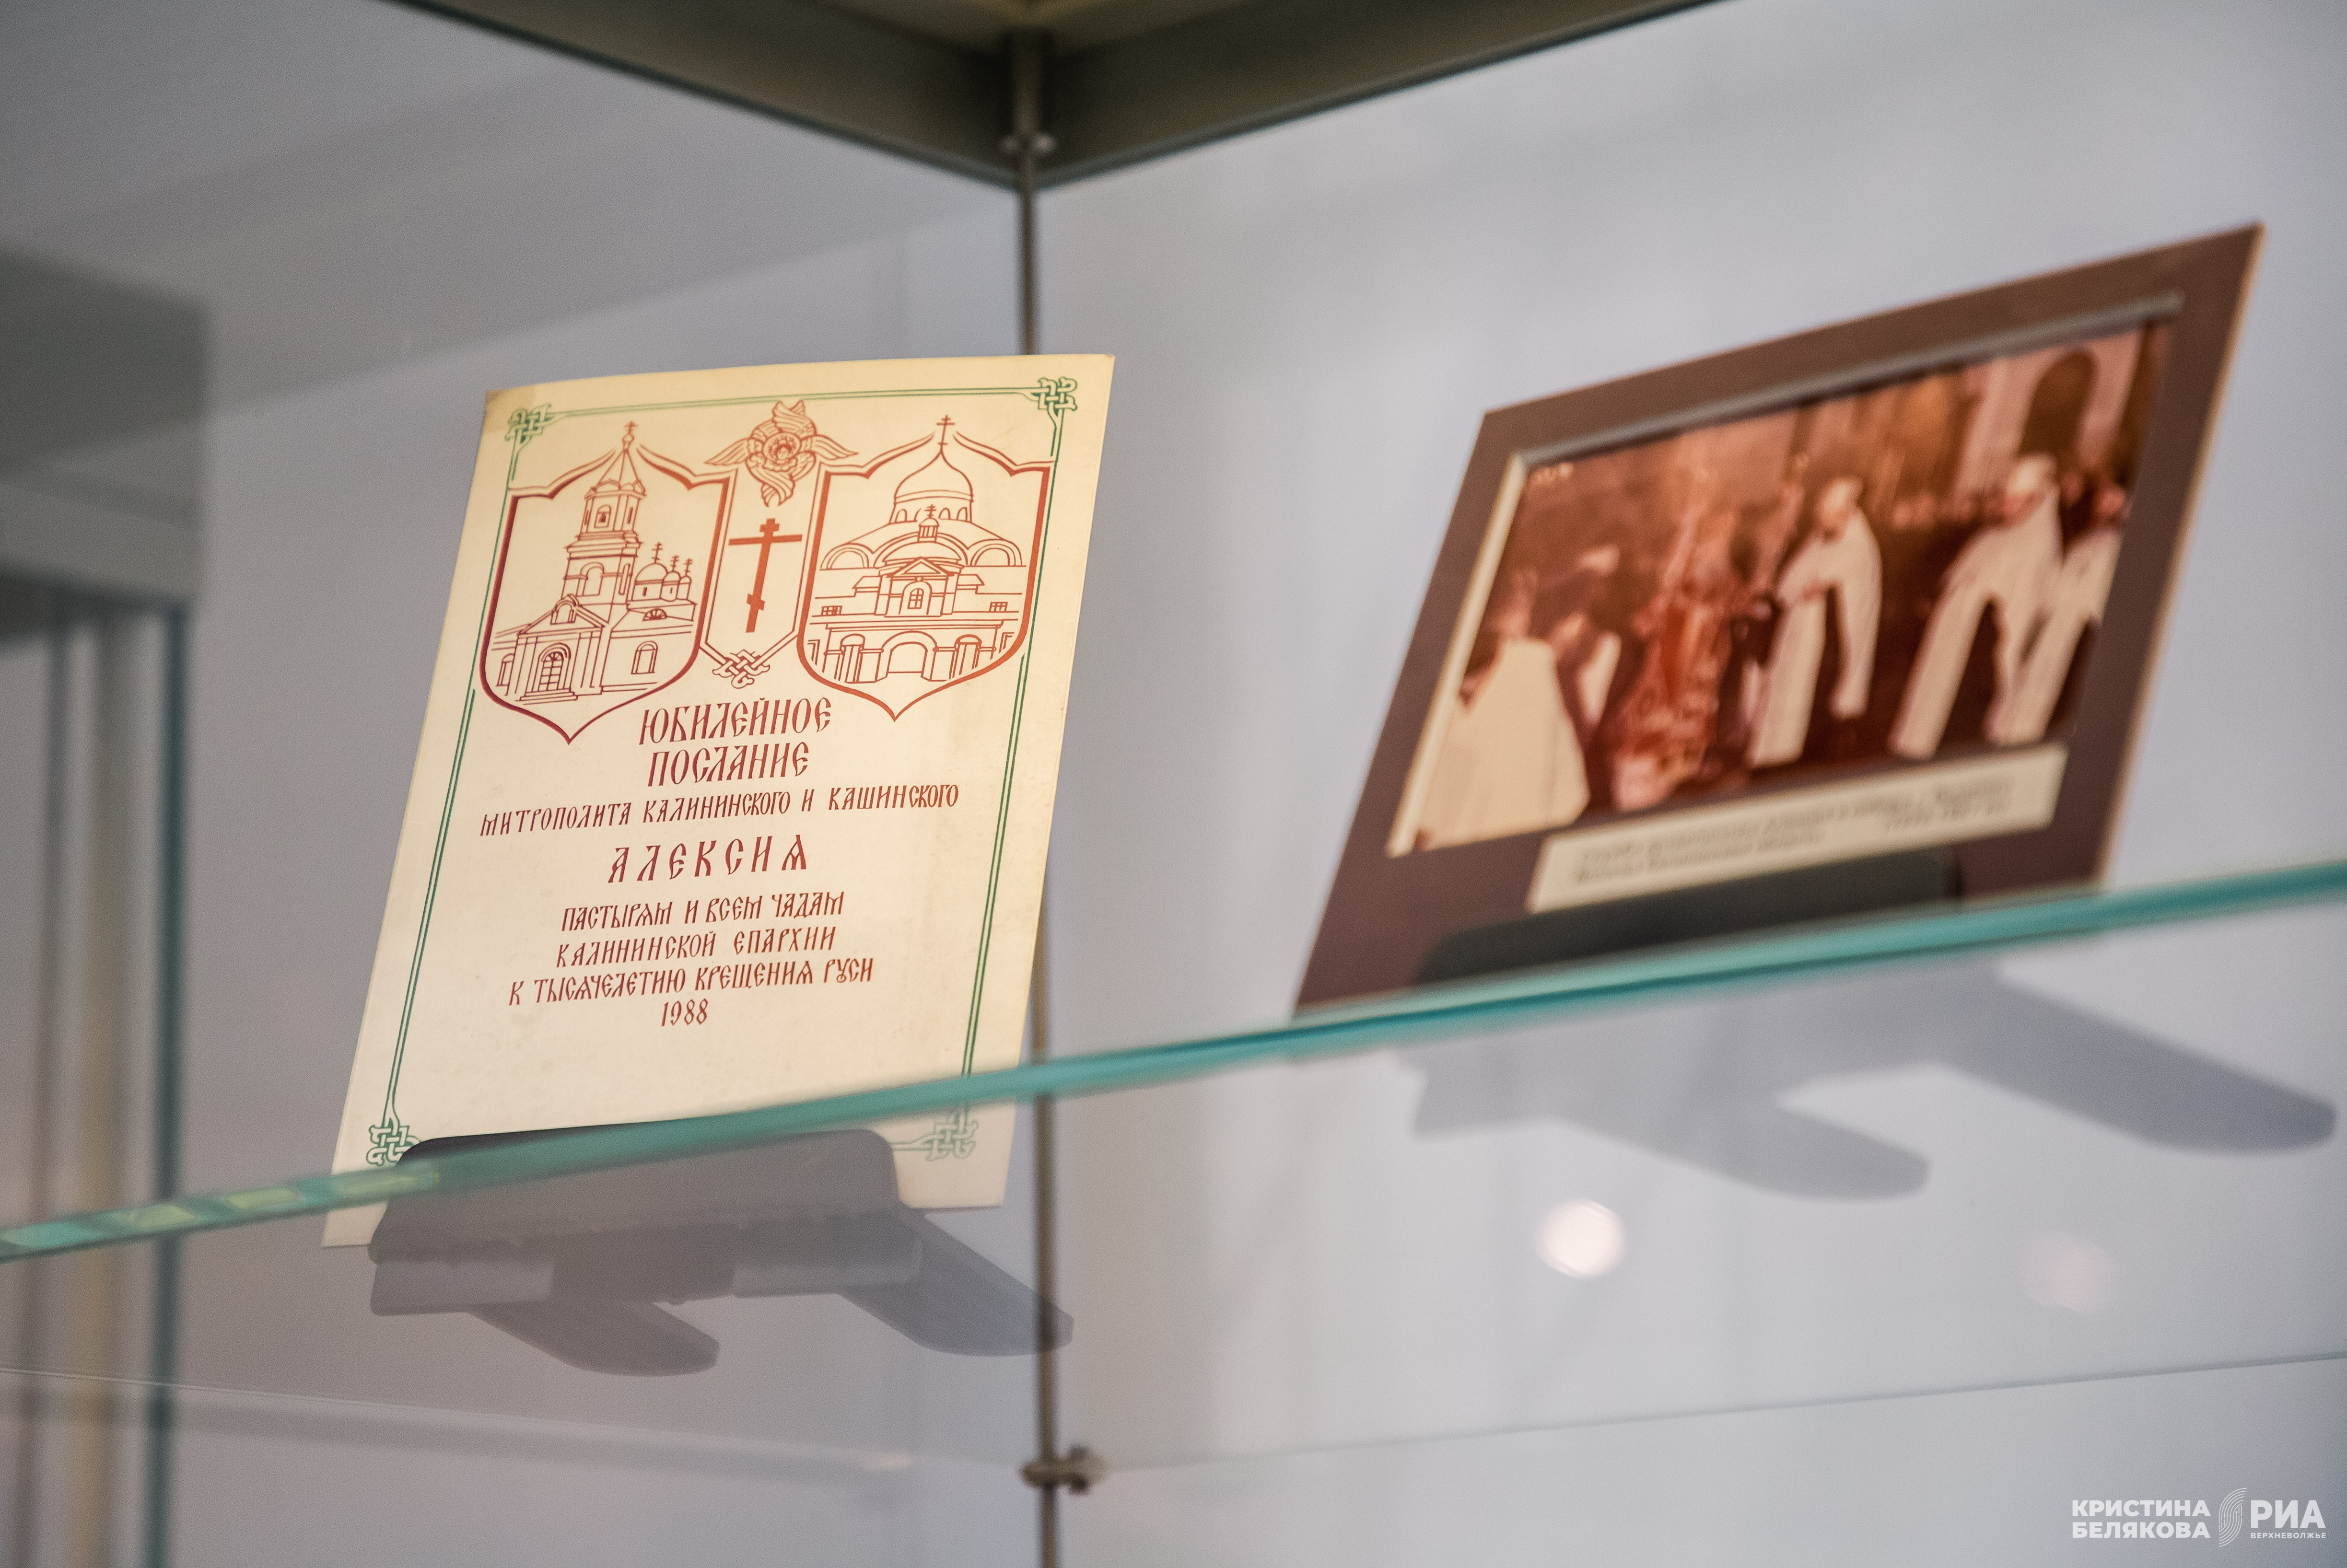 ЮБИЛЕЙНОЕ
ПОСЛАНИЕ
МИТРОПОЛИТА КАЛИНИНСКОГО И КАШИНСКОГО
АЛЕКСИЯ
ПАСТЫРЯМ И ВСЕМ ЧАДАМ
КАЛИНИНСКОЙ ЕПАРХИИ
К ТЫСЯЧЕЛЕТИЮ КРЕЩЕНИЯ РУСИ
1988
КРИСТИНА
БЕЛЯКОВА
РИА
ВЕРХНЕВОЛЖЬЕ